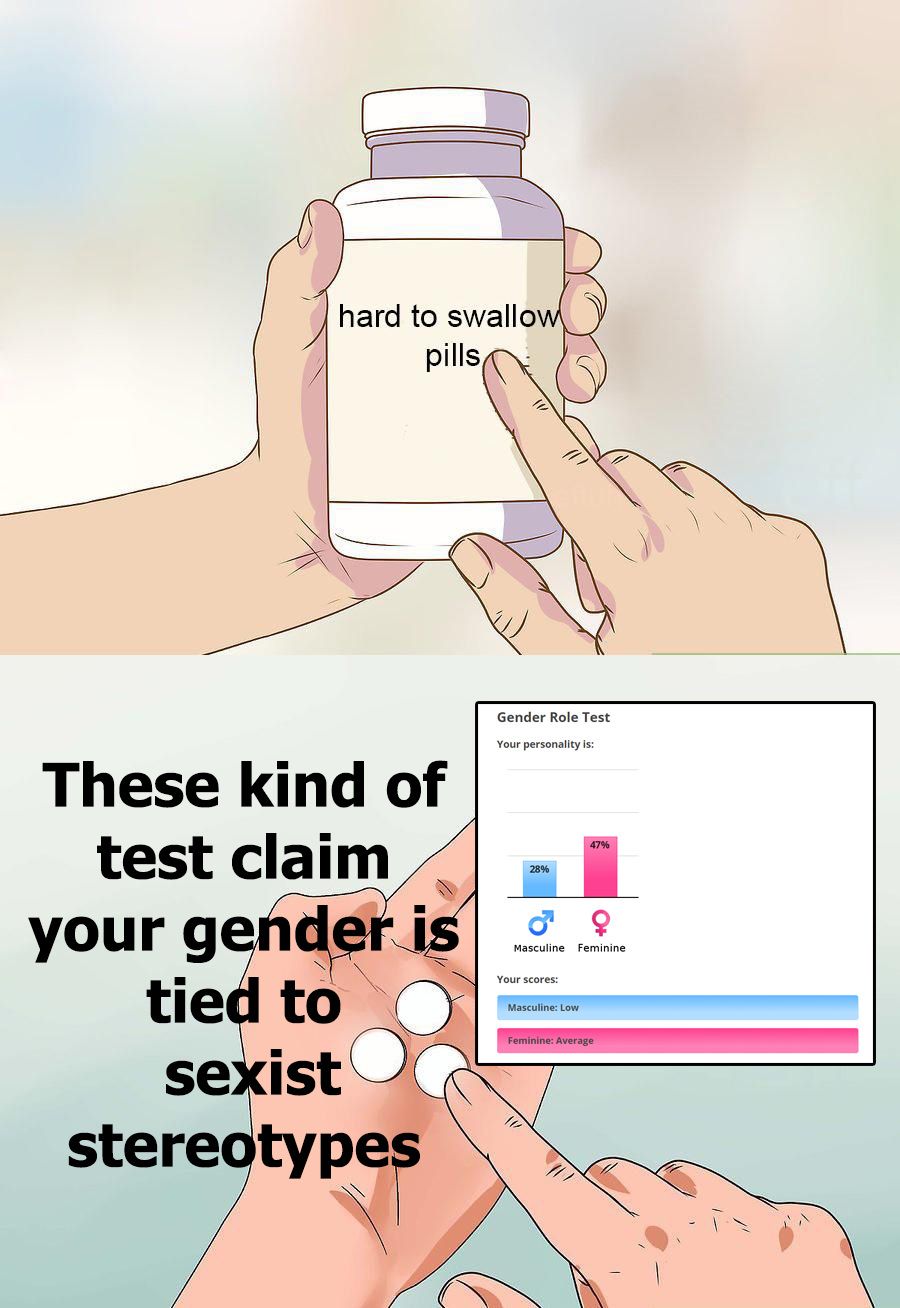 hard to swallow
pills
Gender Role Test
Your personality is:
These kind of
test claim
your gender is
tied to
sexist
stereotypes
28%
47%
Masculine
Feminine
Your scores:
Masculine: Low
Feminine: Average